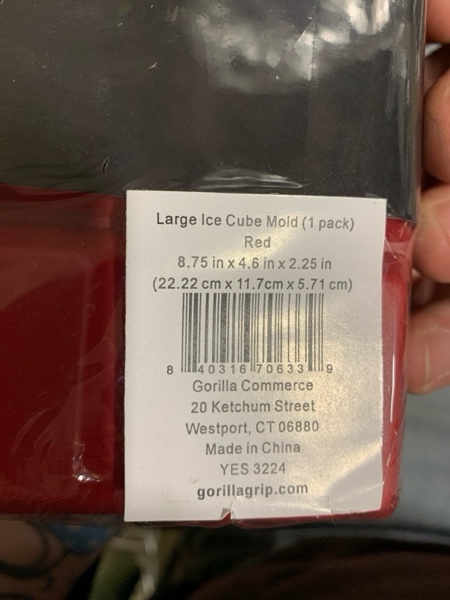 Large Ice Cube Mold (1 pack)
Red
8.75 in x 4.6 in x 2.25 in
(22.22 cm x 11.7cm x 5.71 cm)
8 40316 70633 9
Gorilla Commerce
20 Ketchum Street
Westport, CT 06880
Made in China
YES 3224
gorillagrip.com